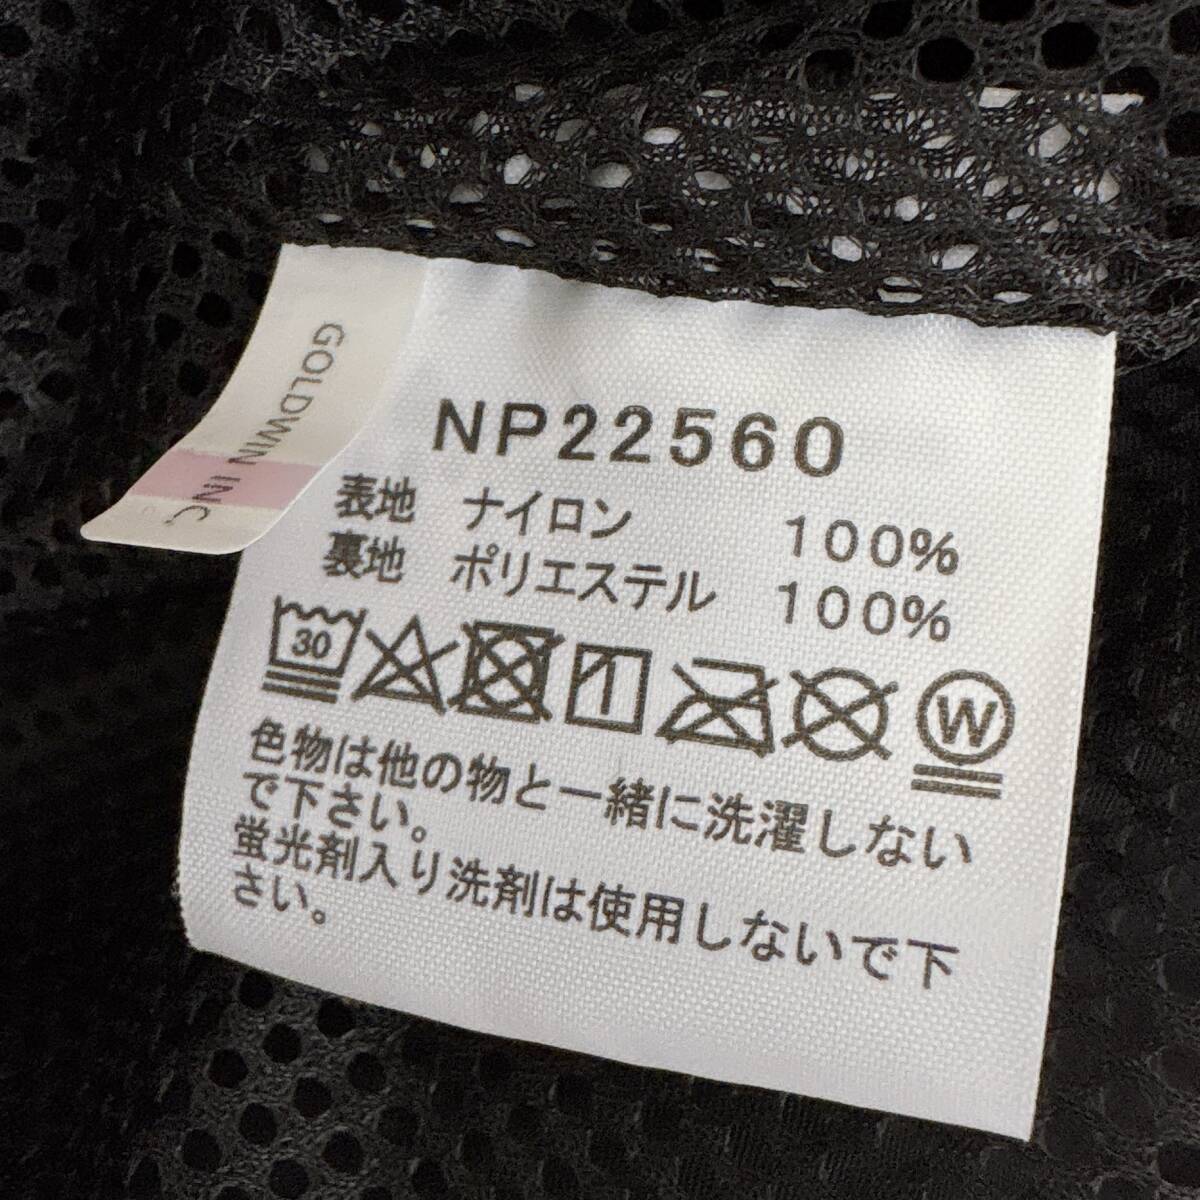 GOLDWIN INC
NP22560
表地 ナイロン 100%
裏地 ポリエステル 100%
30
W
色物は他の物と一緒に洗濯しない
で下さい。
蛍光剤入り洗剤は使用しないで下
さい。